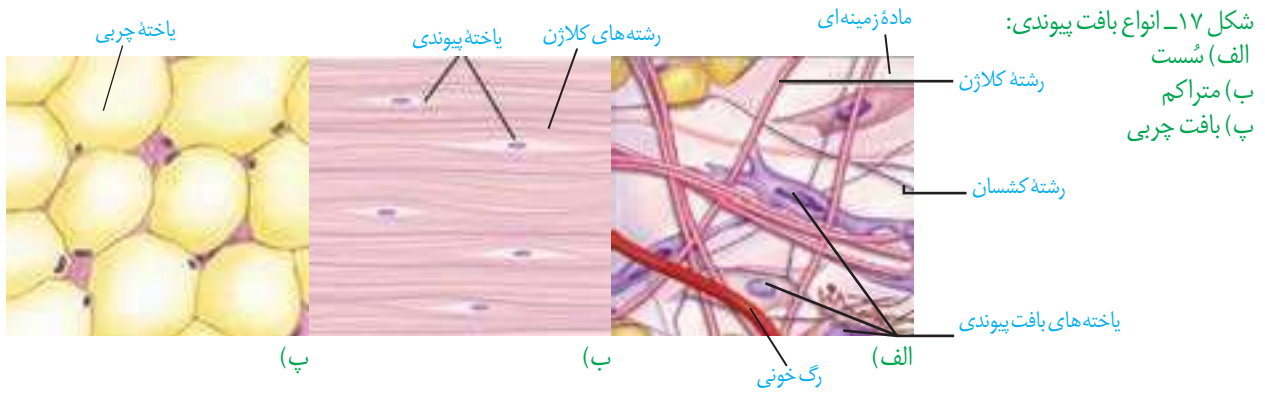 شکل ۱۷ــ انواع بافت پیوندی:
الف) سُست
ب) متراکم
پ) بافت چربی
مادهٔ زمینه‌ای
رشتهٔ کلاژن
رشتهٔ کشسان
یاخته‌های بافت پیوندی
رگ خونی
الف)
رشته‌های کلاژن
یاختهٔ پیوندی
ب)
یاختهٔ چربی
پ)